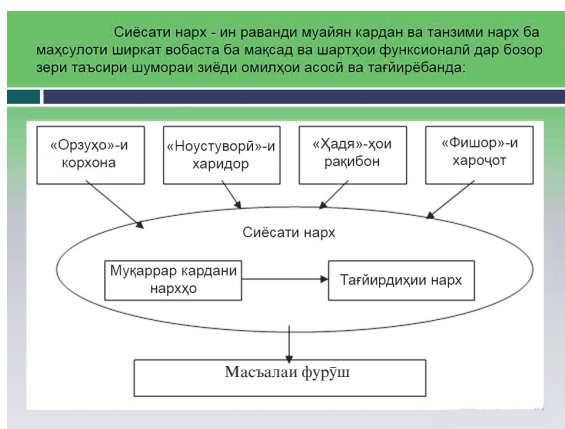 Сиёсати нарх - ин раванди муайян кардан ва танзими нарх ба
маҳсулоти ширкат вобаста ба мақсад ва шартҳои функсионалӣ дар бозор
зери таъсири шумораи зиёди омилҳои асосӣ ва тағйирёбанда:
«Орзуҳо»-и
корхона
«Ноустуворӣ»-и
харидор
«Ҳадя»-ҳои
рақибон
«Фишор»-и
харочот
Сиёсати нарх
Муқаррар кардани
нархҳо
Тағйирдиҳии нарх
Масъалаи фурӯш